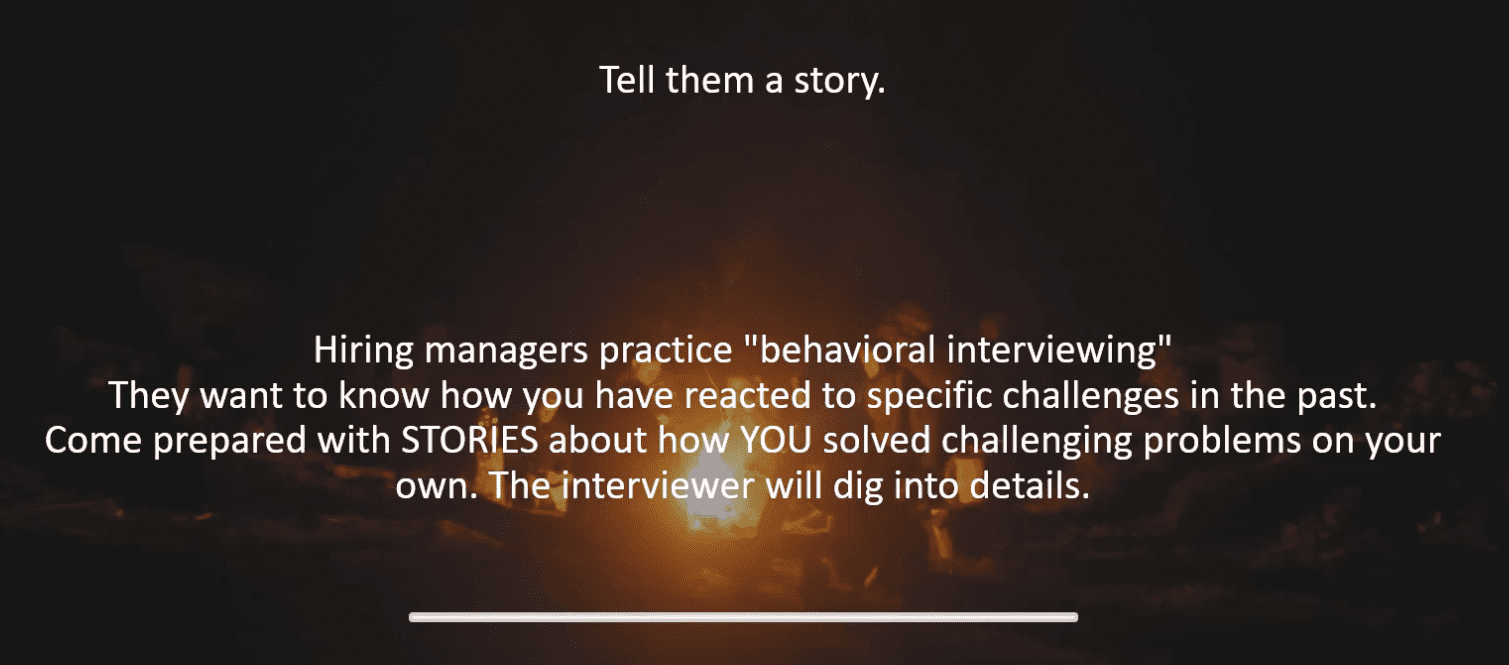 Tell them a story.
Hiring managers practice "behavioral interviewing"
They want to know how you have reacted to specific challenges in the past.
Come prepared with STORIES about how YOU solved challenging problems on your
own. The interviewer will dig into details.